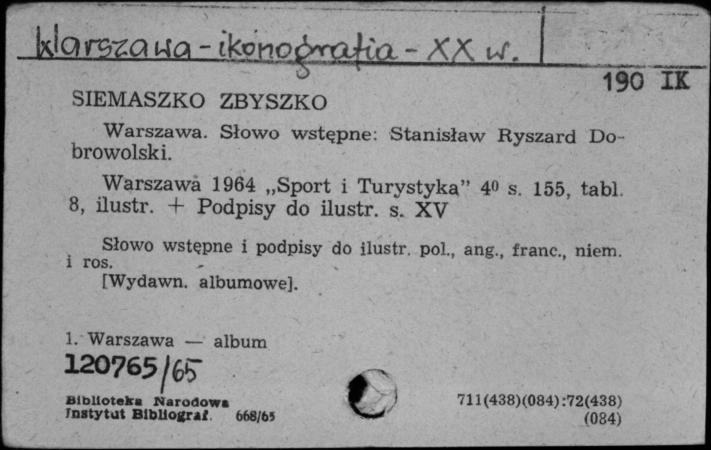 Warszawa - ikonografia - XX w.
190 IK
SIEMASZKO ZBYSZKO
Warszawa. Słowo wstępne: Stanisław Ryszard Do-
browolski.
Warszawa 1964 „Sport i Turystyka” 4⁰ s. 155, tabl.
8, ilustr. + Podpisy do ilustr. s. XV
Słowo wstępne i podpisy do ilustr. pol., ang., franc., niem.
i ros.
[Wydawn. albumowe].
1. Warszawa — album
120765/65
Biblioteka Narodowa
Instytut Bibliograf. 668/65
711(438)(084):72(438)
(084)